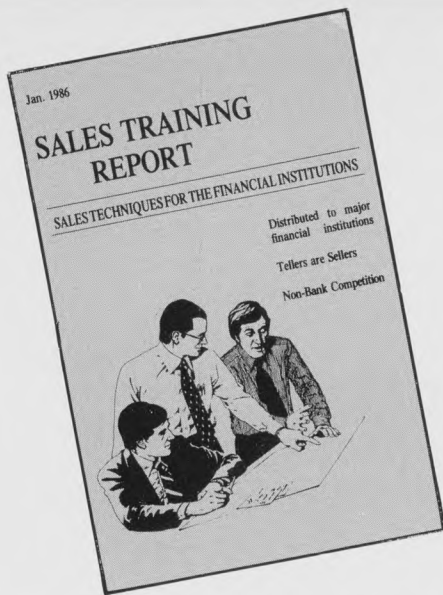 Jan. 1986
SALES TRAINING
REPORT
SALES TECHNIQUES FOR THE FINANCIAL INSTITUTIONS
Distributed to major
financial institutions
Tellers are Sellers
Non-Bank Competition